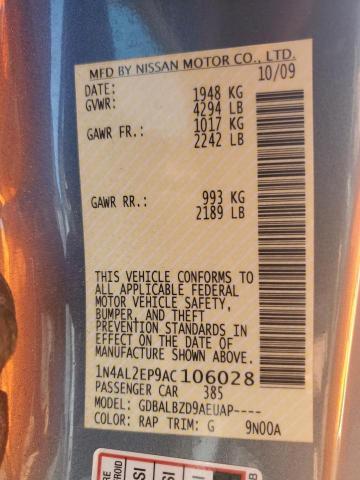 MFD BY NISSAN MOTOR CO., LTD.
DATE: 10/09
GVWR: 1948 KG
4294 LB
GAWR FR.: 1017 KG
2242 LB
GAWR RR.: 993 KG
2189 LB
THIS VEHICLE CONFORMS TO
ALL APPLICABLE FEDERAL
MOTOR VEHICLE SAFETY,
BUMPER, AND THEFT
PREVENTION STANDARDS IN
EFFECT ON THE DATE OF
MANUFACTURE SHOWN ABOVE.
1N4AL2EP9AC106028
PASSENGER CAR 385
MODEL: GDBALBZD9AEUAP----
COLOR: RAP TRIM: G 9N00A